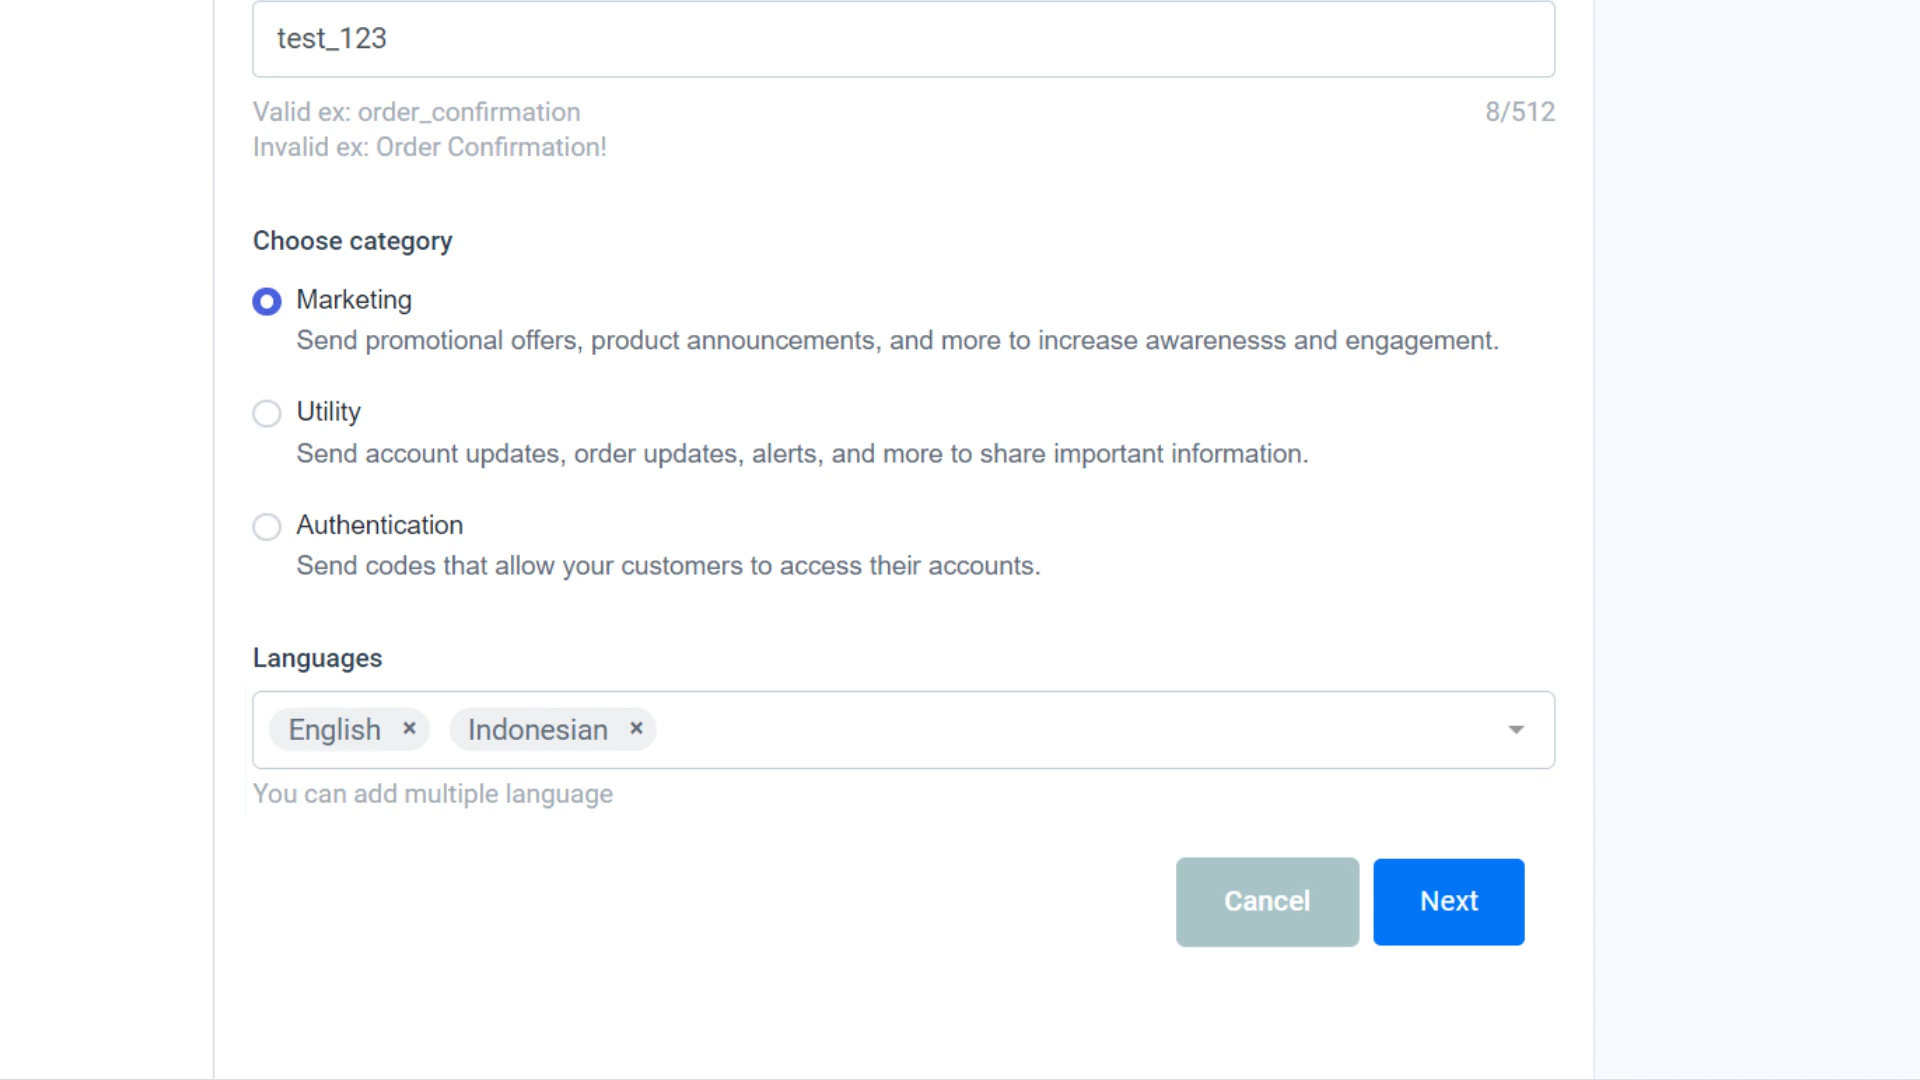 test_123
Valid ex: order_confirmation 8/512
Invalid ex: Order Confirmation!
Choose category
Marketing
Send promotional offers, product announcements, and more to increase awarenesss and engagement.
Utility
Send account updates, order updates, alerts, and more to share important information.
Authentication
Send codes that allow your customers to access their accounts.
Languages
English × Indonesian ×
You can add multiple language
Cancel Next